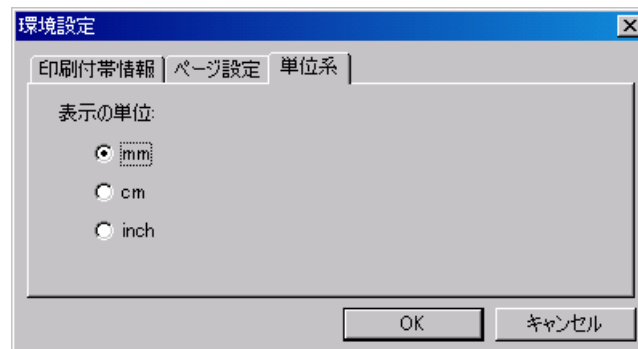 環境設定
印刷付帯情報 ページ設定 単位系
表示の単位:
mm
cm
inch
OK キャンセル